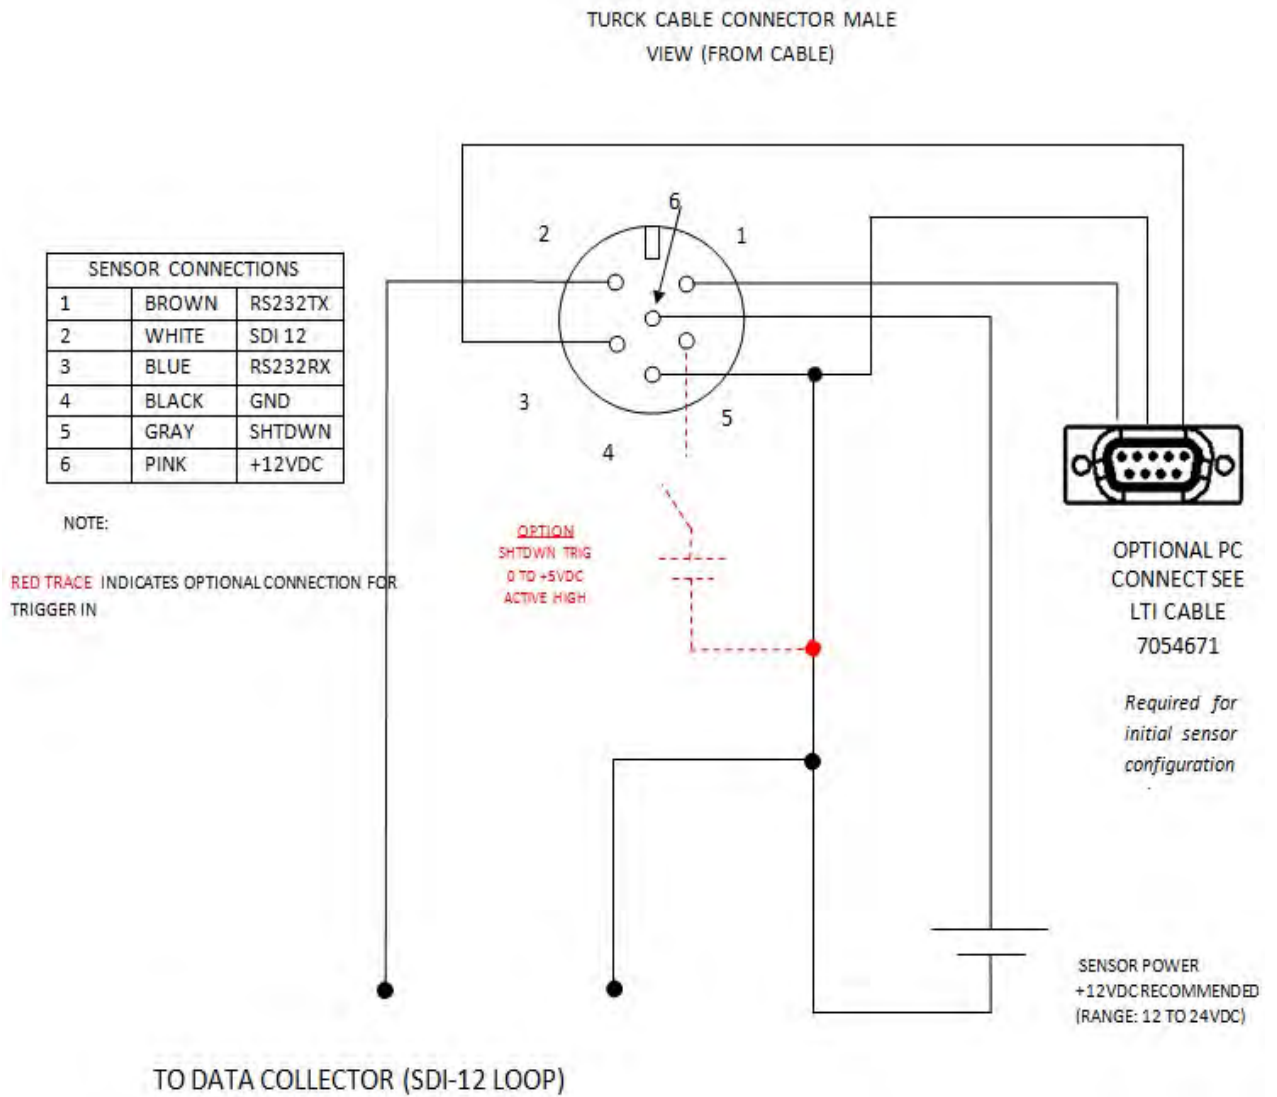 TURCK CABLE CONNECTOR MALE
VIEW (FROM CABLE)
6
2
1
3
5
4
SENSOR CONNECTIONS
1 BROWN RS232TX
2 WHITE SDI 12
3 BLUE RS232RX
4 BLACK GND
5 GRAY SHTDWN
6 PINK +12VDC
NOTE:
RED TRACE INDICATES OPTIONAL CONNECTION FOR
TRIGGER IN
OPTION
SHTDWN TRIG
0 TO +5VDC
ACTIVE HIGH
OPTIONAL PC
CONNECT SEE
LTI CABLE
7054671
Required for
initial sensor
configuration
SENSOR POWER
+12VDC RECOMMENDED
(RANGE: 12 TO 24VDC)
TO DATA COLLECTOR (SDI-12 LOOP)